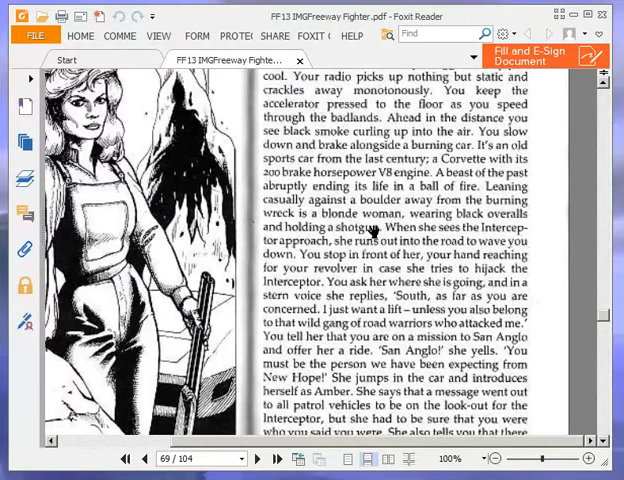 FF13 IMGFreeway Fighter.pdf - Foxit Reader
FILE HOME COMME VIEW FORM PROTE SHARE FOXIT C HELP Find
Start FF13 IMGFreeway Fighte... Fill and E-Sign
Document
cool. Your radio picks up nothing but static and
crackles away monotonously. You keep the
accelerator pressed to the floor as you speed
through the badlands. Ahead in the distance you
see black smoke curling up into the air. You slow
down and brake alongside a burning car. It's an old
sports car from the last century; a Corvette with its
200 brake horsepower V8 engine. A beast of the past
abruptly ending its life in a ball of fire. Leaning
casually against a boulder away from the burning
wreck is a blonde woman, wearing black overalls
and holding a shotgun. When she sees the Intercep-
tor approach, she runs out into the road to wave you
down. You stop in front of her, your hand reaching
for your revolver in case she tries to hijack the
Interceptor. You ask her where she is going, and in a
stern voice she replies, 'South, as far as you are
concerned. I just want a lift – unless you also belong
to that wild gang of road warriors who attacked me.'
You tell her that you are on a mission to San Anglo
and offer her a ride. 'San Anglo!' she yells. 'You
must be the person we have been expecting from
New Hope!' She jumps in the car and introduces
herself as Amber. She says that a message went out
to all patrol vehicles to be on the look-out for the
Interceptor, but she had to be sure that you were
who you said you were. She also tells you that there
69 / 104 100%